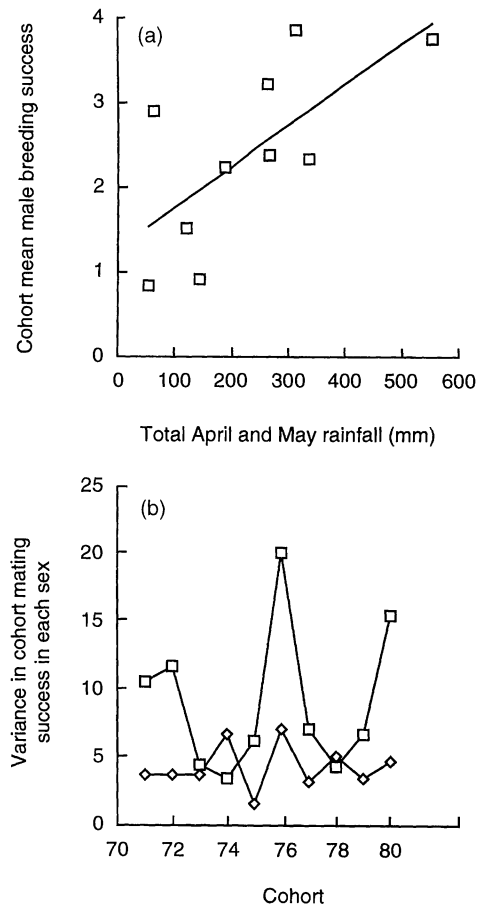 (a)
Cohort mean male breeding success
4
3
2
1
0
0 100 200 300 400 500 600
Total April and May rainfall (mm)
(b)
Variance in cohort mating
success in each sex
25
20
15
10
5
0
70 72 74 76 78 80
Cohort